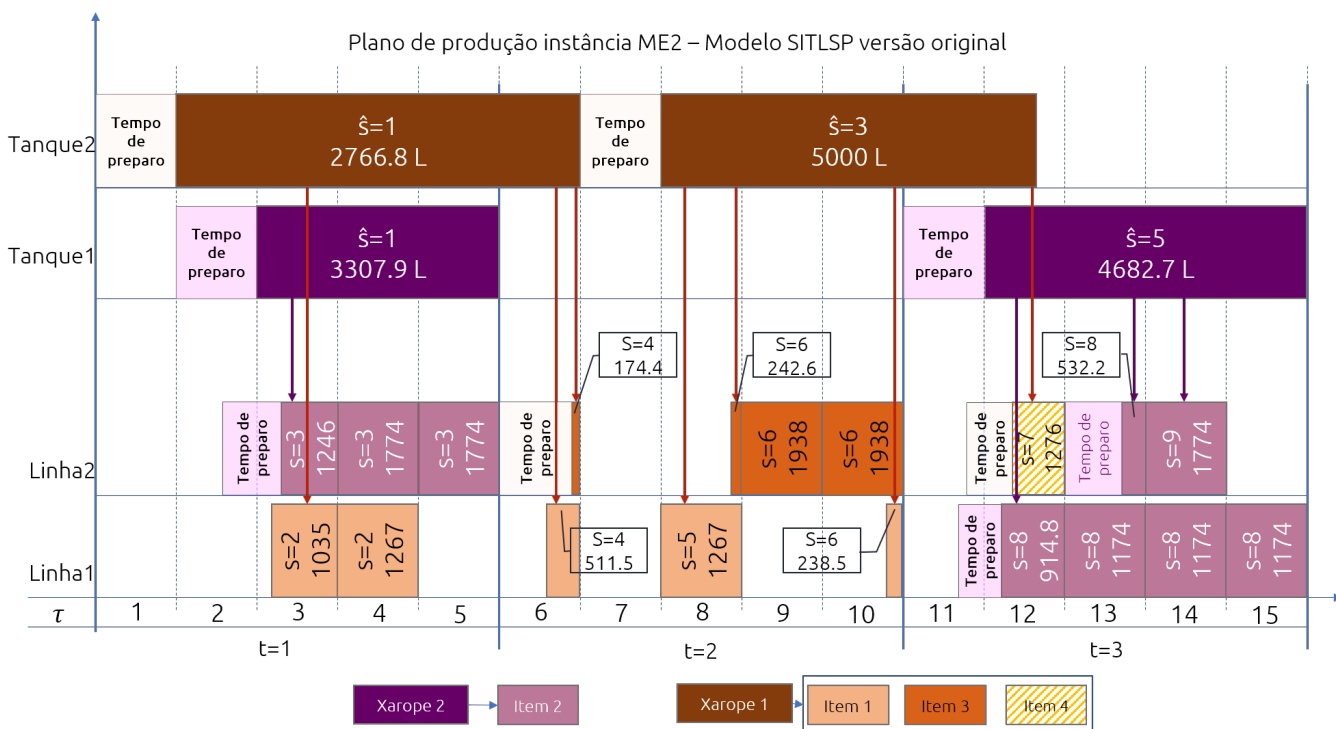 Plano de produção instância ME2 – Modelo SITLSP versão original
Tanque2
Tempo
de
preparo
ŝ=1
2766.8 L
Tempo
de
preparo
ŝ=3
5000 L
Tanque1
Tempo
de
preparo
ŝ=1
3307.9 L
Tempo
de
preparo
ŝ=5
4682.7 L
S=4
174.4
S=6
242.6
S=8
532.2
Linha2
Tempo de
preparo
s=3
1246
s=3
1774
s=3
1774
Tempo de
preparo
s=6
1938
s=6
1938
Tempo de
preparo
s=7
1276
Tempo de
preparo
s=9
1774
Linha1
s=2
1035
s=2
1267
S=4
511.5
s=5
1267
S=6
238.5
Tempo de
preparo
s=8
914.8
s=8
1174
s=8
1174
s=8
1174
τ 1 2 3 4 5 6 7 8 9 10 11 12 13 14 15
t=1 t=2 t=3
Xarope 2 Item 2 Xarope 1 Item 1 Item 3 Item 4